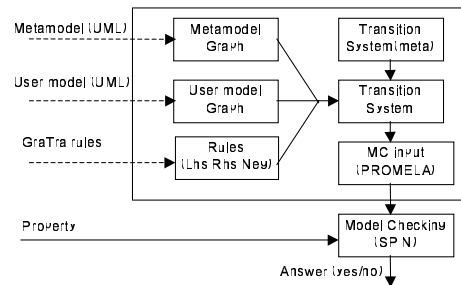 Metamodel (UML)
Metamodel
Graph
Transition
System(meta)
User model (UML)
User model
Graph
Transition
System
GraTra rules
Rules
(Lhs Rhs Neg)
MC input
(PROMELA)
Property
Model Checking
(SPIN)
Answer (yes/no)